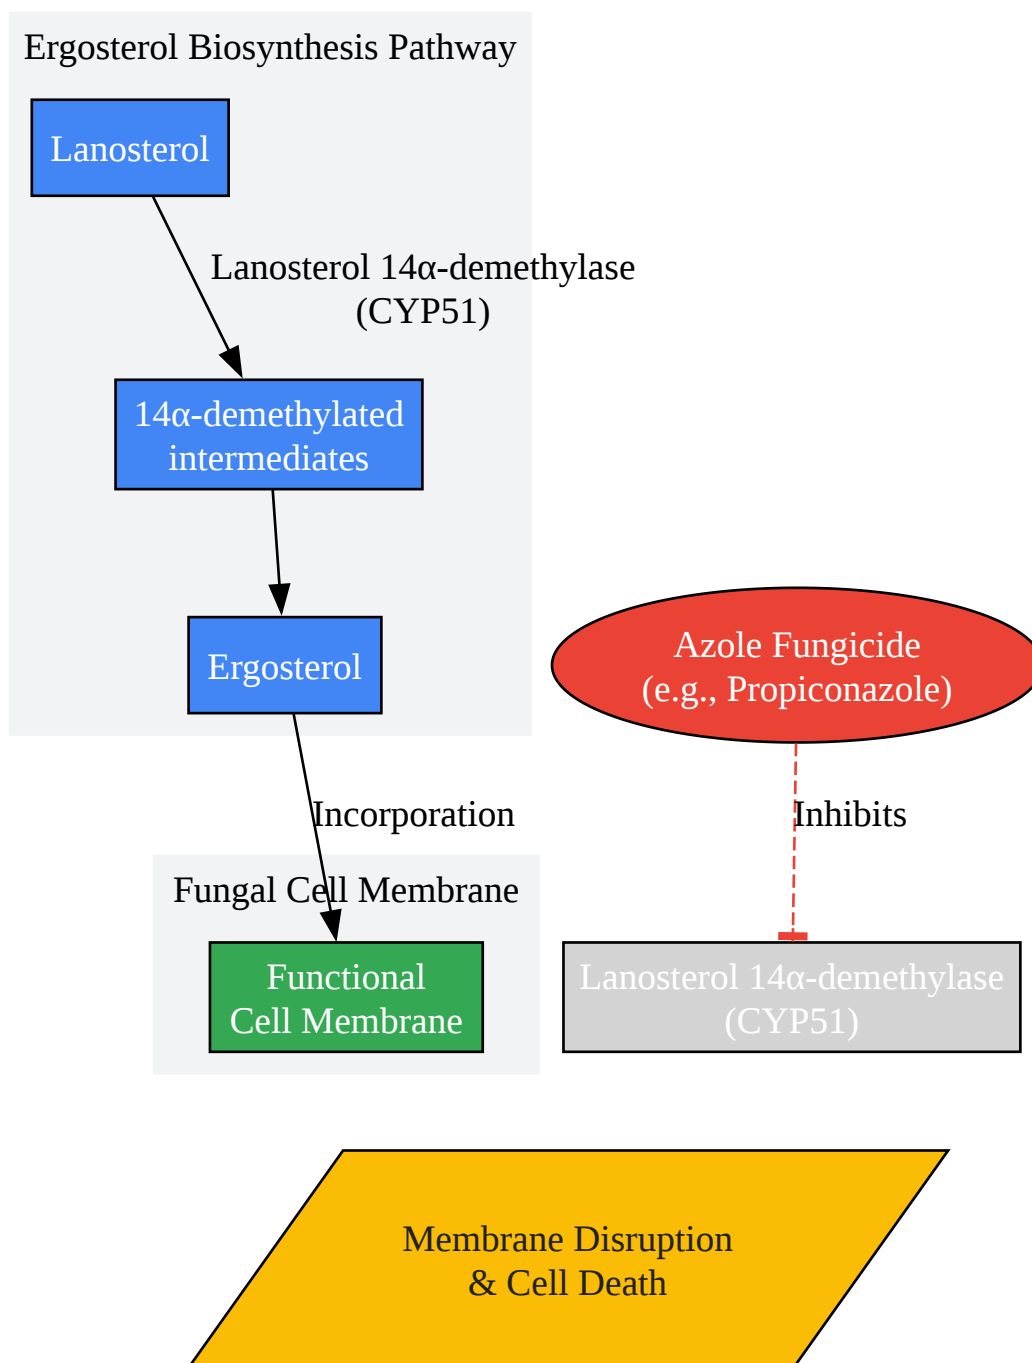 Ergosterol Biosynthesis Pathway
Lanosterol
Lanosterol 14α-demethylase
(CYP51)
14α-demethylated
intermediates
Ergosterol
Azole Fungicide
(e.g., Propiconazole)
Incorporation
Inhibits
Fungal Cell Membrane
Functional
Cell Membrane
Lanosterol 14α-demethylase
(CYP51)
Membrane Disruption
& Cell Death